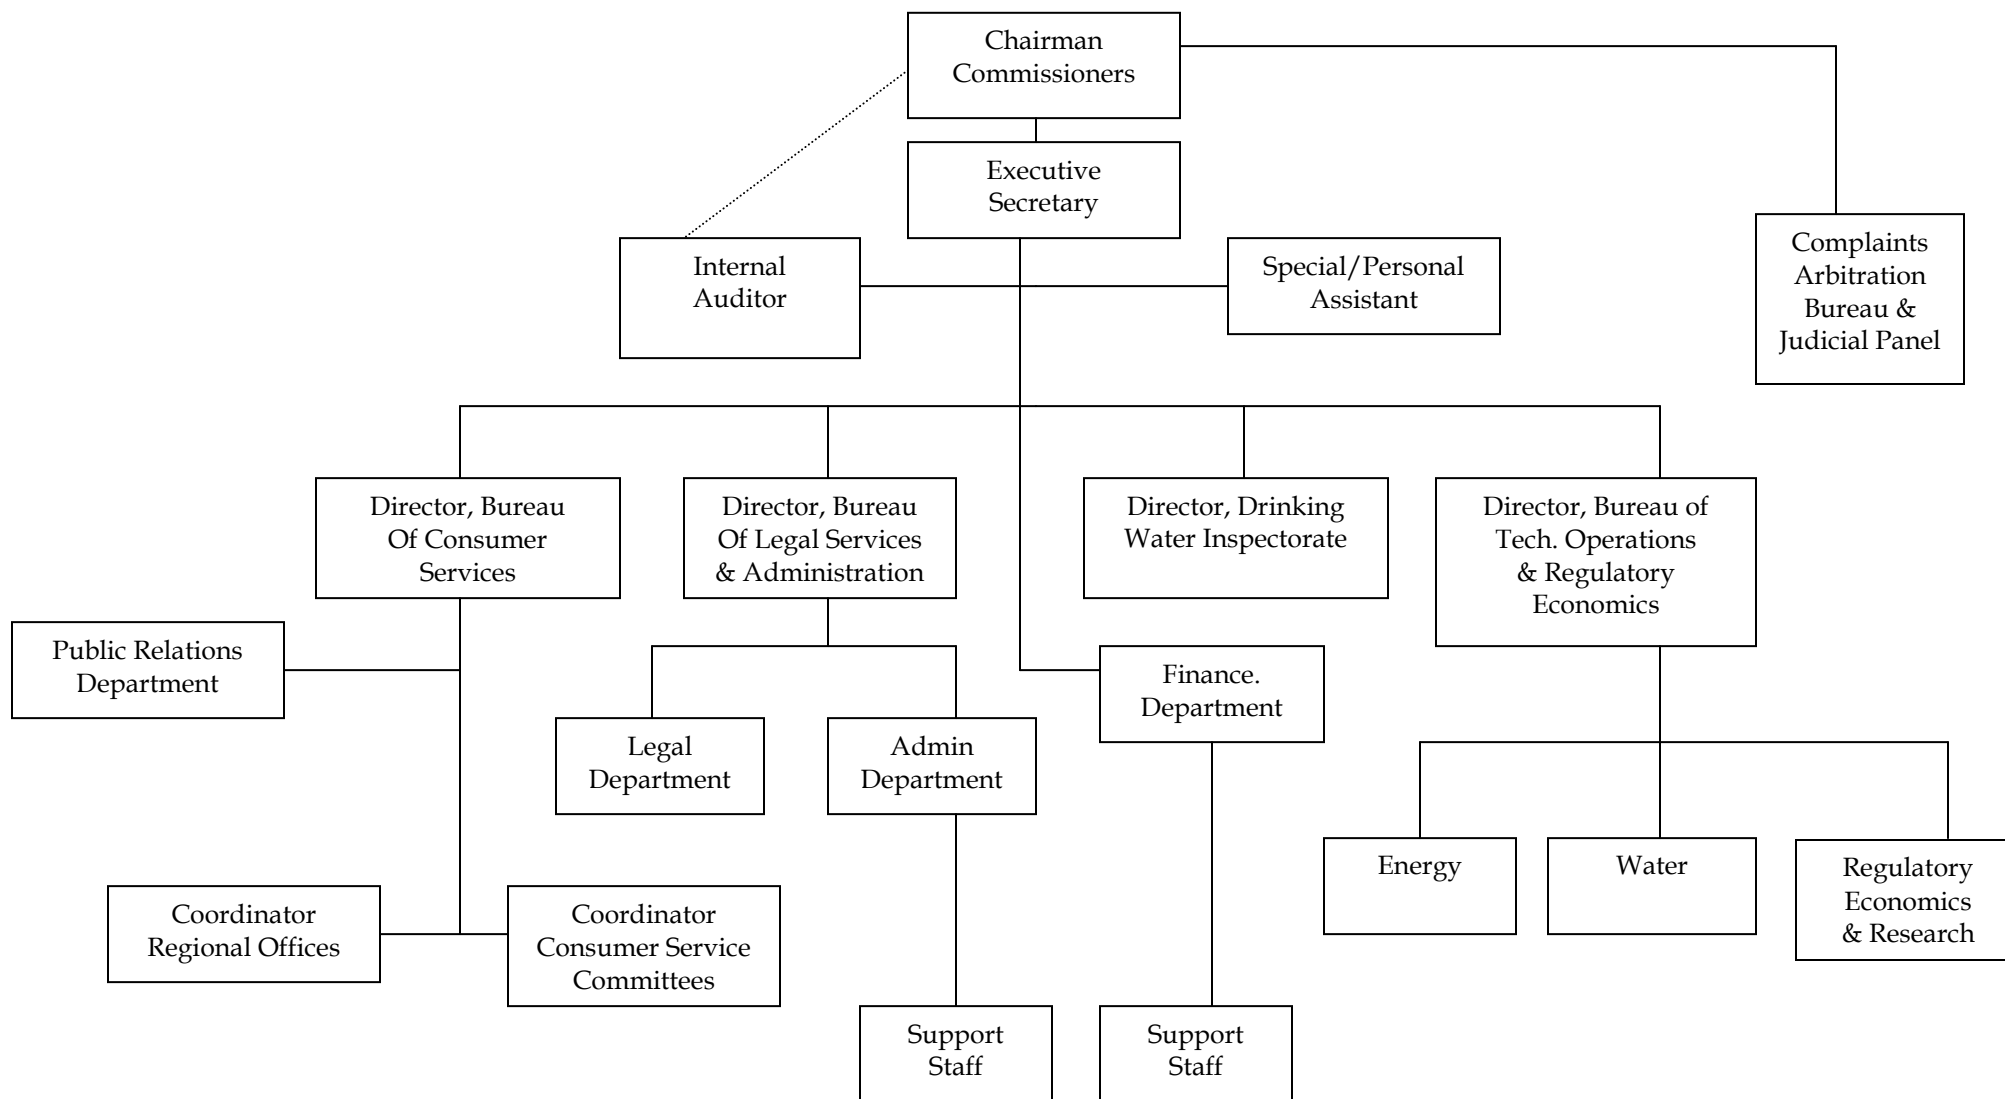 Chairman
Commissioners
Executive
Secretary
Internal
Auditor
Special/Personal
Assistant
Complaints
Arbitration
Bureau &
Judicial Panel
Director, Bureau
Of Consumer
Services
Director, Bureau
Of Legal Services
& Administration
Director, Drinking
Water Inspectorate
Director, Bureau of
Tech. Operations
& Regulatory
Economics
Public Relations
Department
Finance.
Department
Legal
Department
Admin
Department
Energy
Water
Regulatory
Economics
& Research
Coordinator
Regional Offices
Coordinator
Consumer Service
Committees
Support
Staff
Support
Staff